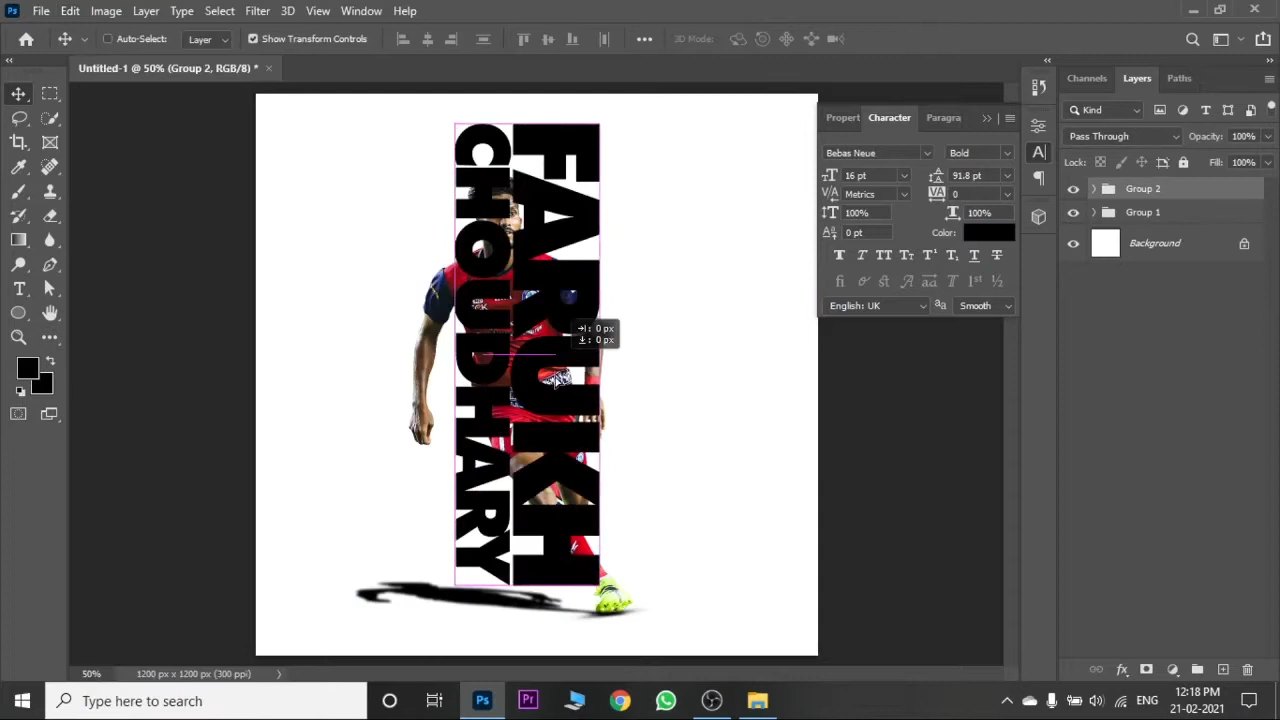 Ps File Edit Image Layer Type Select Filter 3D View Window Help
Auto-Select: Layer Show Transform Controls 3D Mode:
Untitled-1 @ 50% (Group 2, RGB/8) * ×
Channels Layers Paths
Kind
Propert Character Paragra
Pass Through Opacity: 100%
Bebas Neue Bold
Lock: Fill: 100%
16 pt 91.8 pt
Metrics 0
Group 2
100% 100%
Group 1
0 pt Color:
Background
English: UK Smooth
FARUKH
CHOUDHARY
: 0 px
: 0 px
50% 1200 px x 1200 px (300 ppi)
Type here to search
Ps Pr
ENG
12:18 PM
21-02-2021